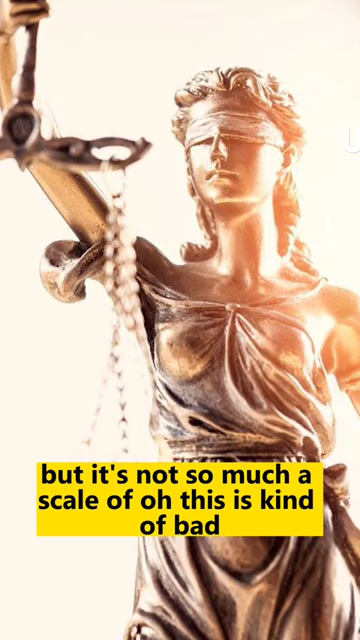 but it's not so much a
scale of oh this is kind
of bad